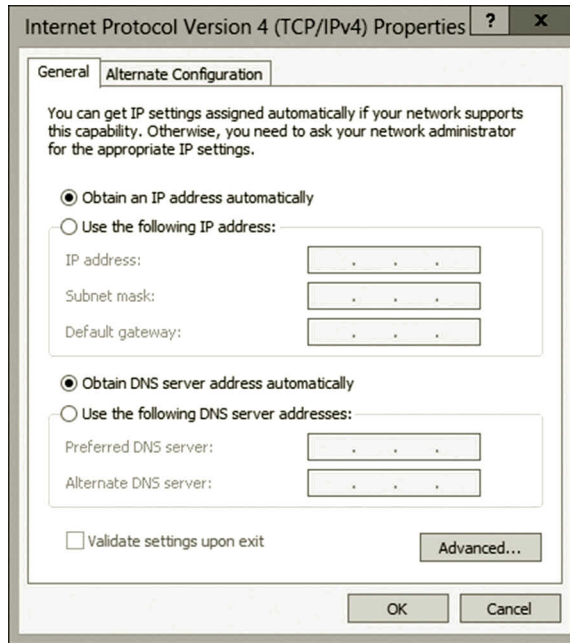 Internet Protocol Version 4 (TCP/IPv4) Properties ? x
General Alternate Configuration
You can get IP settings assigned automatically if your network supports
this capability. Otherwise, you need to ask your network administrator
for the appropriate IP settings.
Obtain an IP address automatically
Use the following IP address:
IP address: . . .
Subnet mask: . . .
Default gateway: . . .
Obtain DNS server address automatically
Use the following DNS server addresses:
Preferred DNS server: . . .
Alternate DNS server: . . .
Validate settings upon exit
Advanced...
OK Cancel